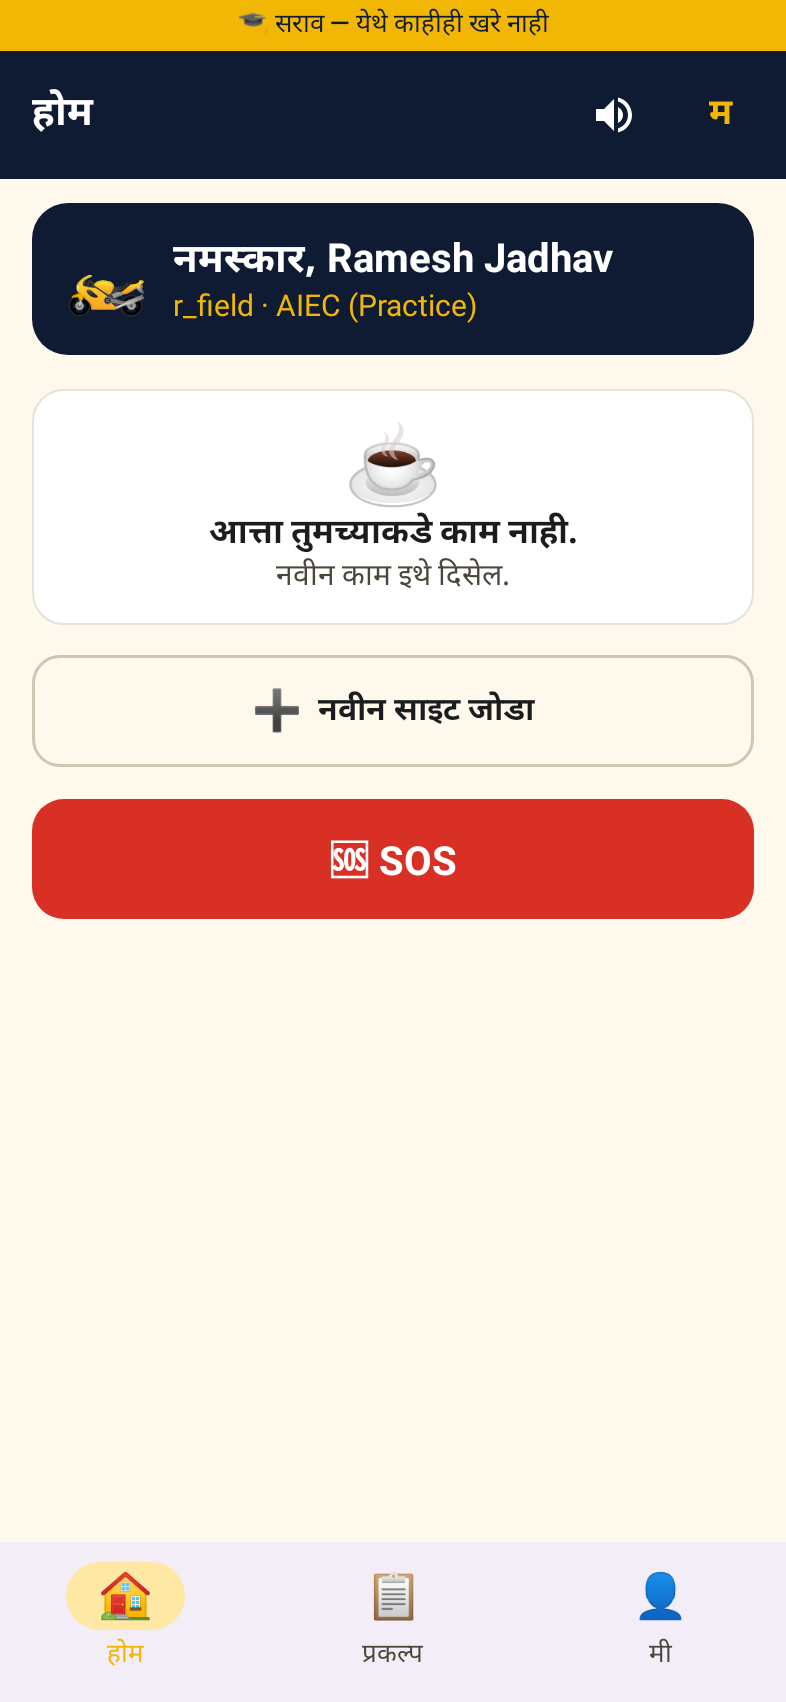 🎓 सराव — येथे काहीही खरे नाही
होम
म
नमस्कार, Ramesh Jadhav
r_field · AIEC (Practice)
आत्ता तुमच्याकडे काम नाही.
नवीन काम इथे दिसेल.
➕ नवीन साइट जोडा
🆘 SOS
होम
प्रकल्प
मी